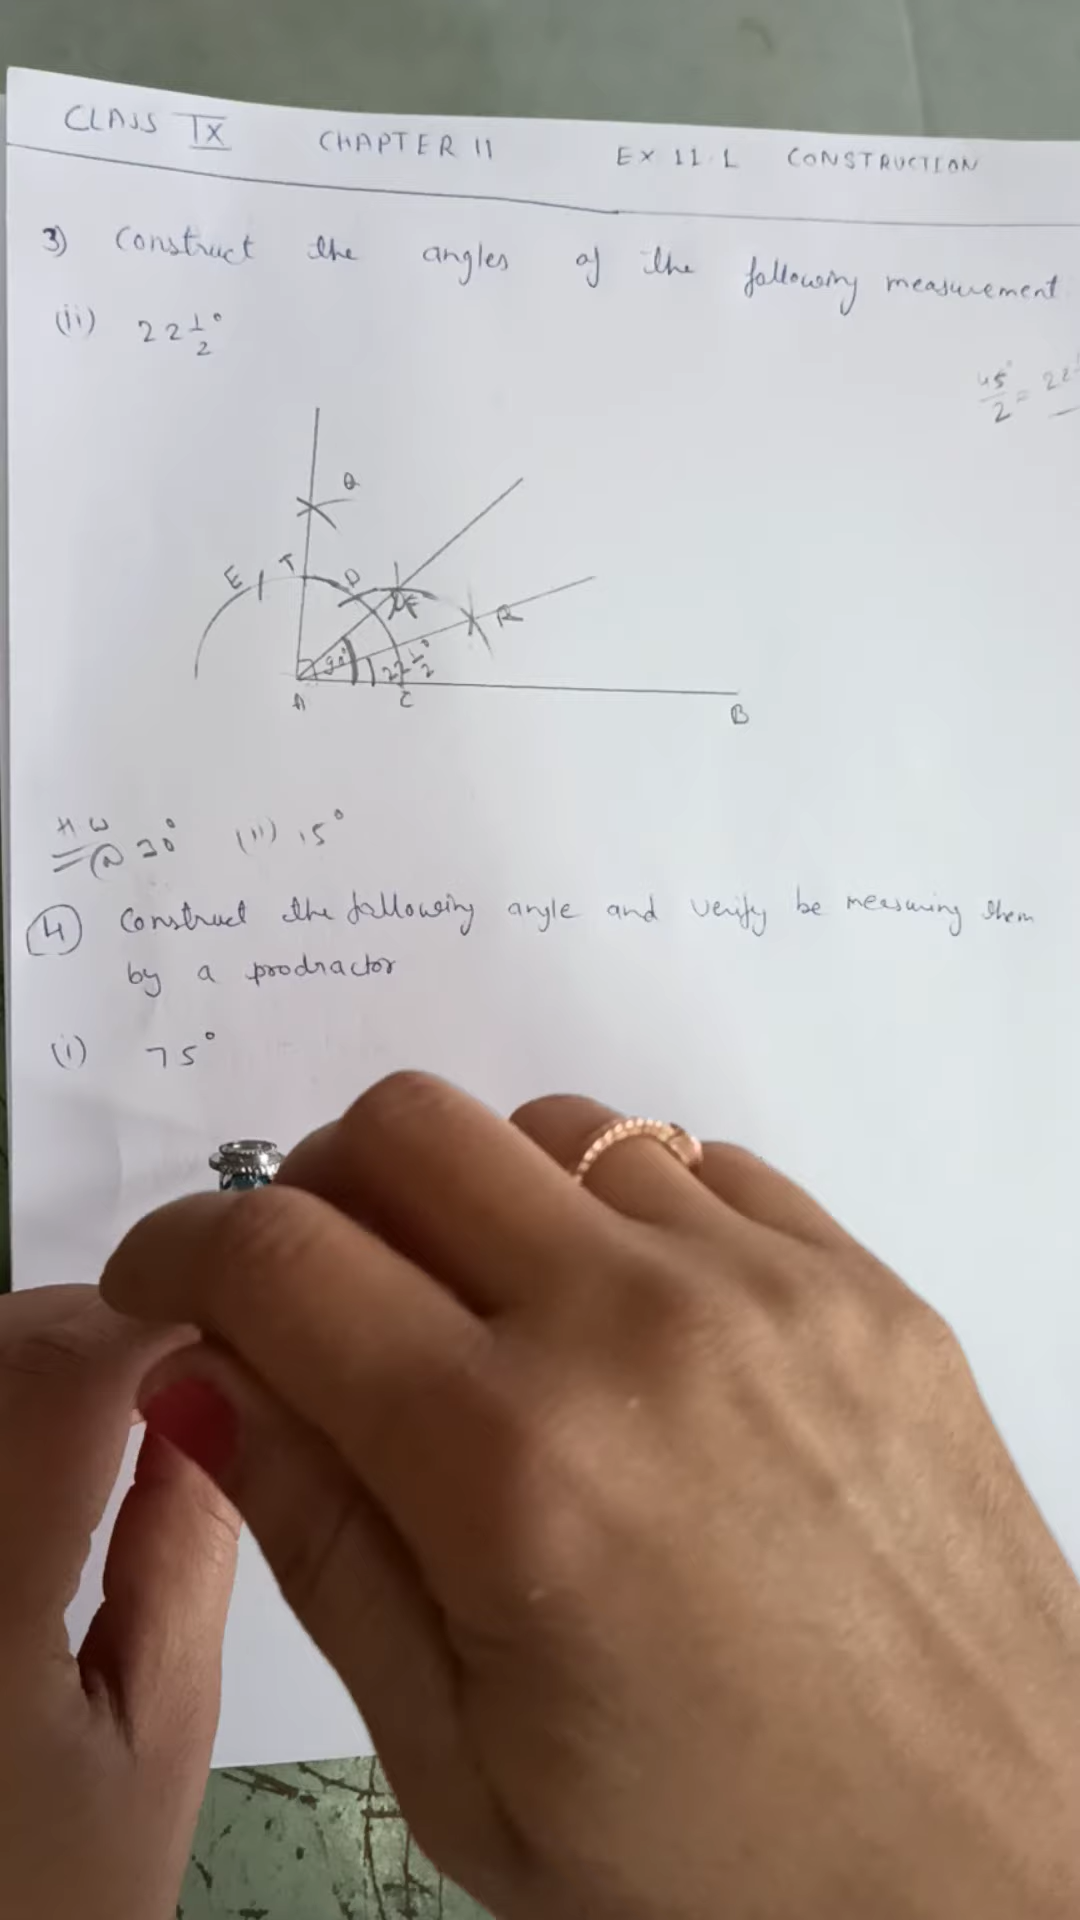 CLASS IX CHAPTER 11 EX 11.1 CONSTRUCTION
3) Construct the angles of the following measurement
(ii) 22 1/2°
45°/2 = 22
Q
E T D F R
90° 22 1/2°
A C B
HW
30° (ii) 15°
4 Construct the following angle and verify be measuring them
by a prodractor
(i) 75°